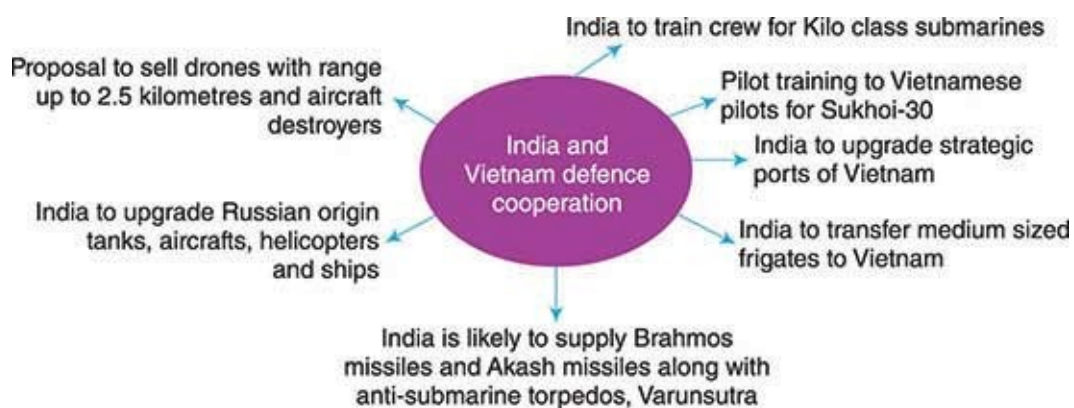 India to train crew for Kilo class submarines
Proposal to sell drones with range
up to 2.5 kilometres and aircraft
destroyers
Pilot training to Vietnamese
pilots for Sukhoi-30
India and
Vietnam defence
cooperation
India to upgrade strategic
ports of Vietnam
India to upgrade Russian origin
tanks, aircrafts, helicopters
and ships
India to transfer medium sized
frigates to Vietnam
India is likely to supply Brahmos
missiles and Akash missiles along with
anti-submarine torpedos, Varunsutra